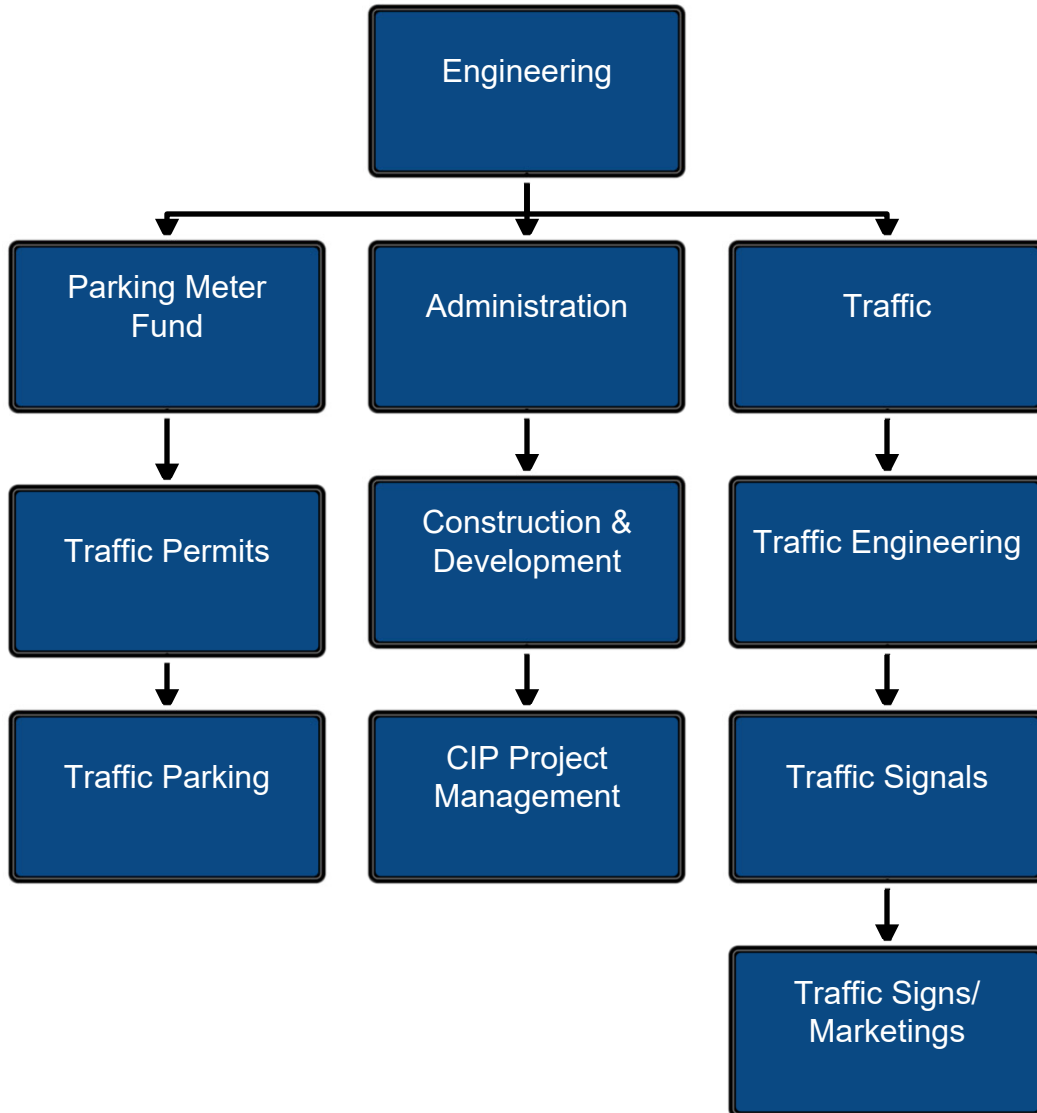 Engineering
Parking Meter
Fund
Administration
Traffic
Traffic Permits
Construction &
Development
Traffic Engineering
Traffic Parking
CIP Project
Management
Traffic Signals
Traffic Signs/
Marketings